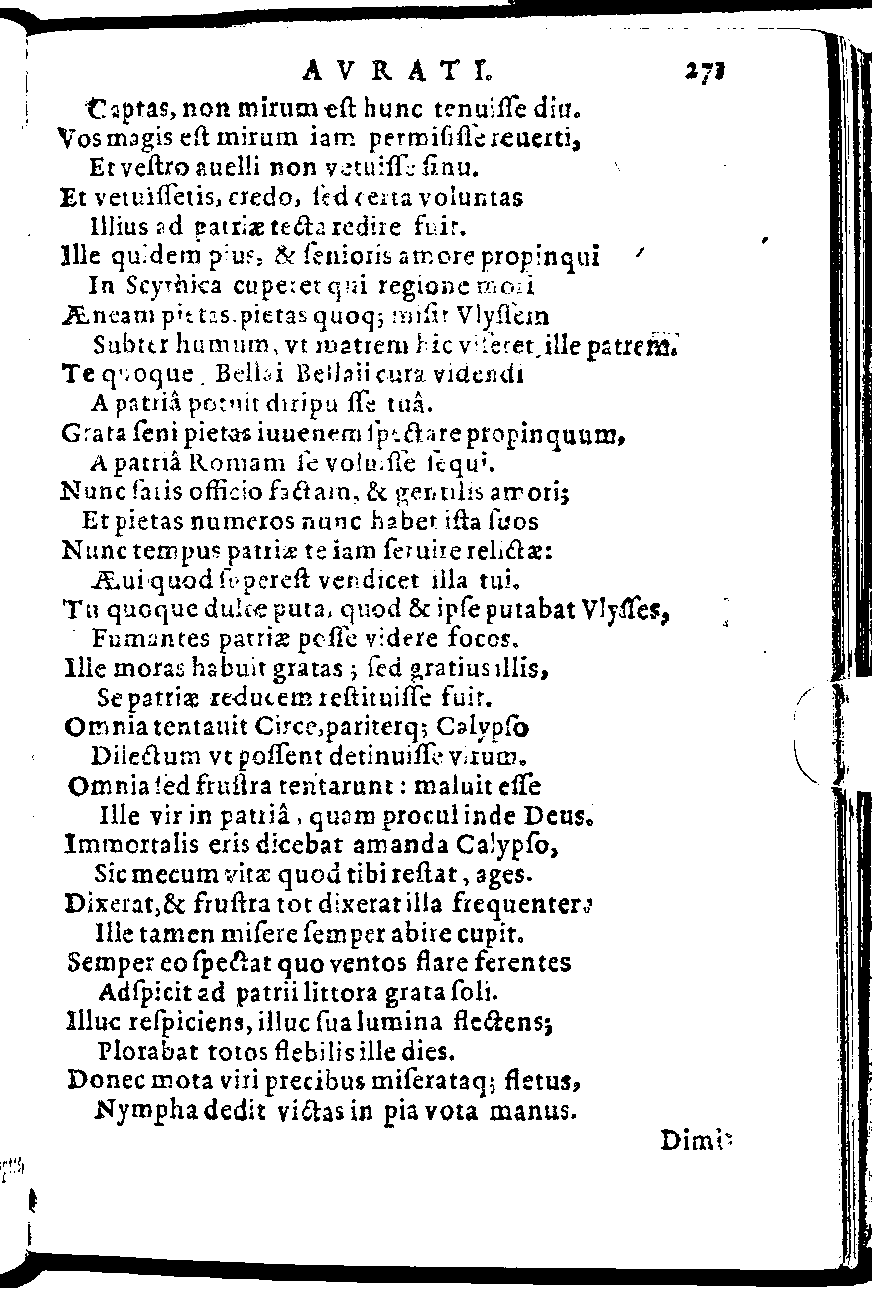 AVRATI. 271
Captas, non mirum est hunc tenuisse diu.
Vos magis est mirum iam permisisse reuerti,
Et vestro auelli non vetuisse sinu.
Et vetuissetis, credo, sed certa voluntas
Illius ad patriæ tecta redire fuit.
Ille quidem pius, & senioris amore propinqui
In Scythica cuperet qui regione mori
Æneam pietas, pietas quoq; misit Vlyssem
Subter humum, vt matrem hic viseret, ille patrem.
Te quoque, Bellai Bellaii cura videndi
A patriâ potuit diripuisse tuâ.
Grata seni pietas iuuenem spectare propinquum,
A patriâ Romam se voluisse sequi.
Nunc satis officio factam, & gentilis amori;
Et pietas numeros nunc habet ista suos
Nunc tempus patriæ te iam seruire relictæ:
Æui quod superest vendicet illa tui.
Tu quoque dulce puta, quod & ipse putabat Vlysses,
Fumantes patriæ posse videre focos.
Ille moras habuit gratas; sed gratius illis,
Se patriæ reducem restituisse fuit.
Omnia tentauit Circe, pariterq; Calypso
Dilectum vt possent detinuisse virum.
Omnia sed frustra tentarunt: maluit esse
Ille vir in patriâ, quam procul inde Deus.
Immortalis eris dicebat amanda Calypso,
Sic mecum vitæ quod tibi restat, ages.
Dixerat, & frustra tot dixerat illa frequenter:
Ille tamen misere semper abire cupit.
Semper eo spectat quo ventos flare ferentes
Adspicit ad patrii littora grata soli.
Illuc respiciens, illuc sua lumina flectens;
Plorabat totos flebilis ille dies.
Donec mota viri precibus miserataq; fletus,
Nympha dedit victas in pia vota manus.
Dimi-